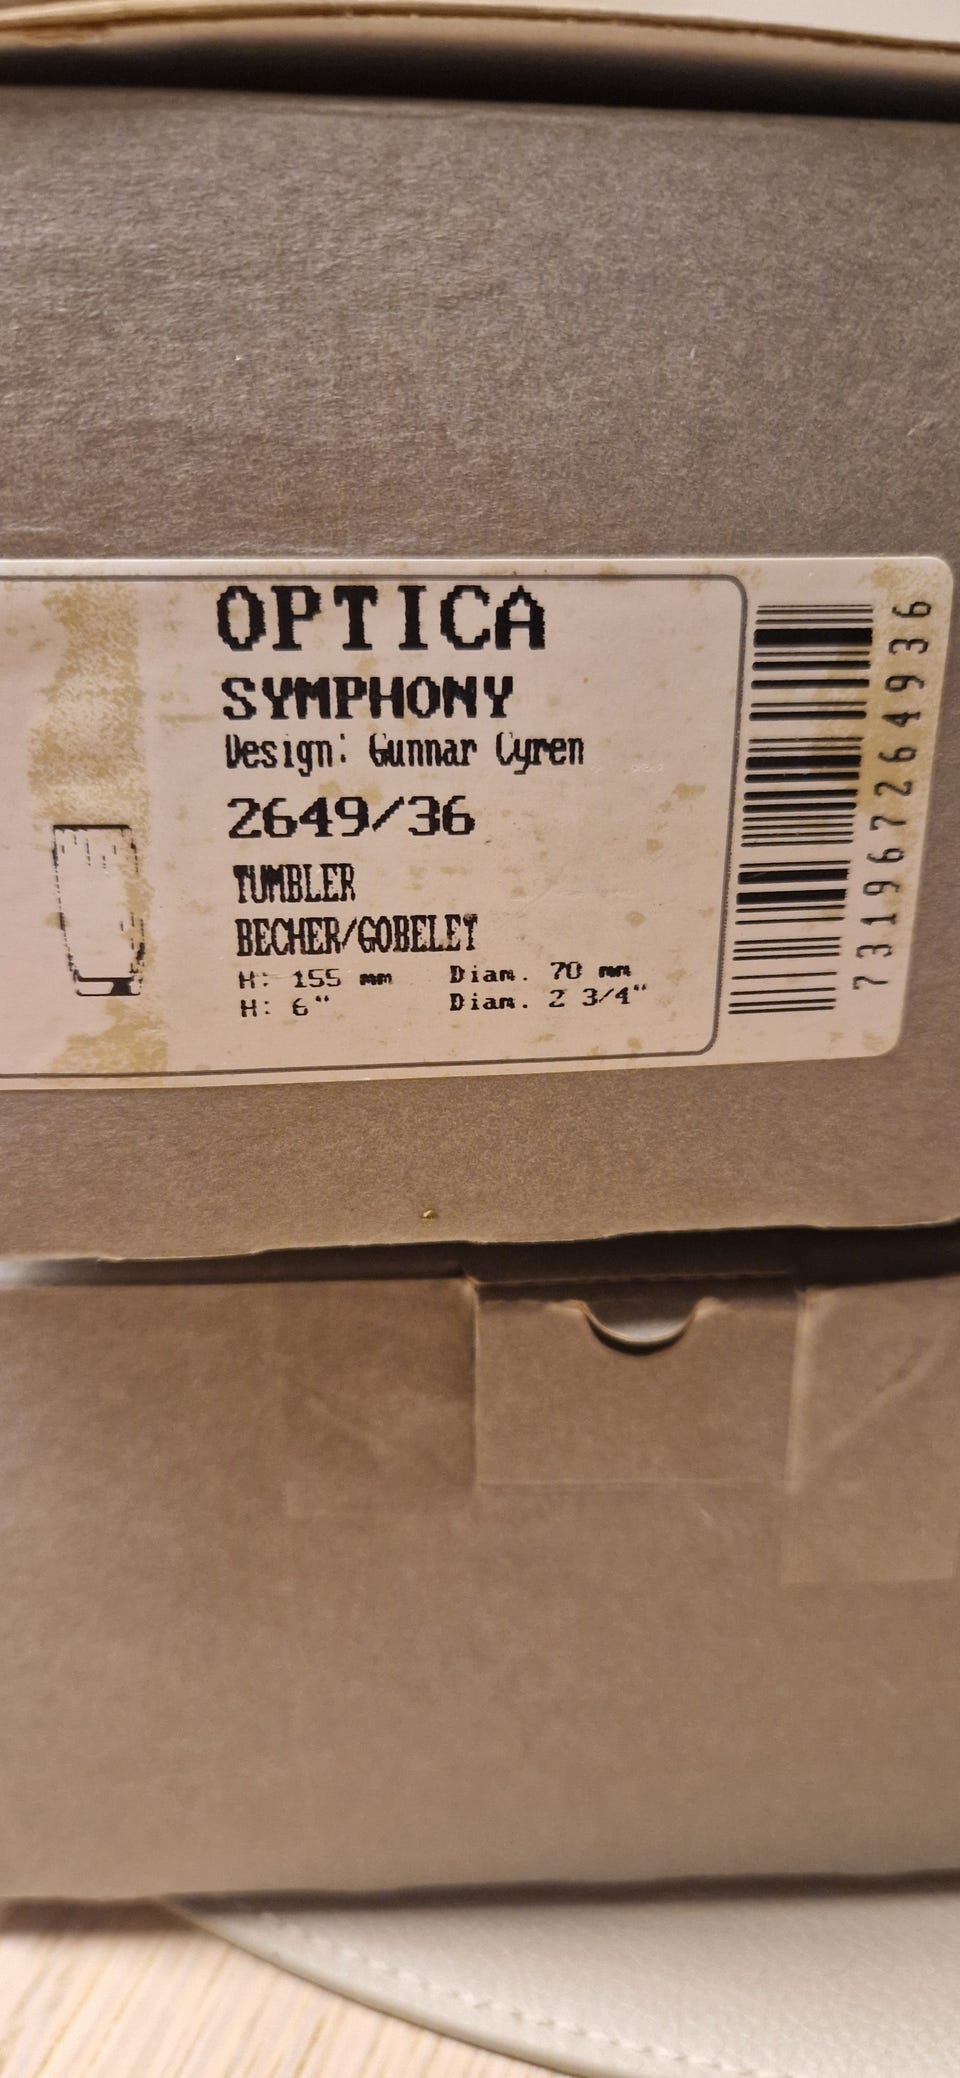 OPTICA
SYMPHONY
Design: Gunnar Cyren
2649/36
TUMBLER
BECHER/GOBELET
H: 155 mm Diam. 70 mm
H: 6" Diam. 2 3/4"
731967264936